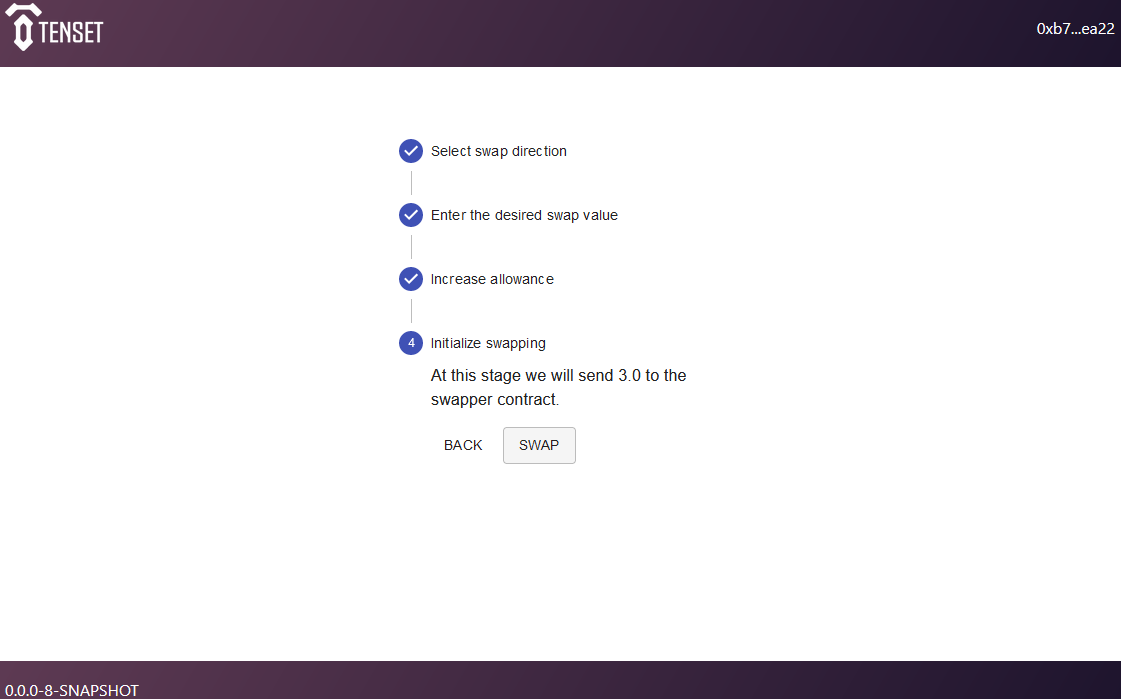 TENSET
0xb7...ea22
Select swap direction
Enter the desired swap value
Increase allowance
4 Initialize swapping
At this stage we will send 3.0 to the
swapper contract.
BACK SWAP
0.0.0-8-SNAPSHOT